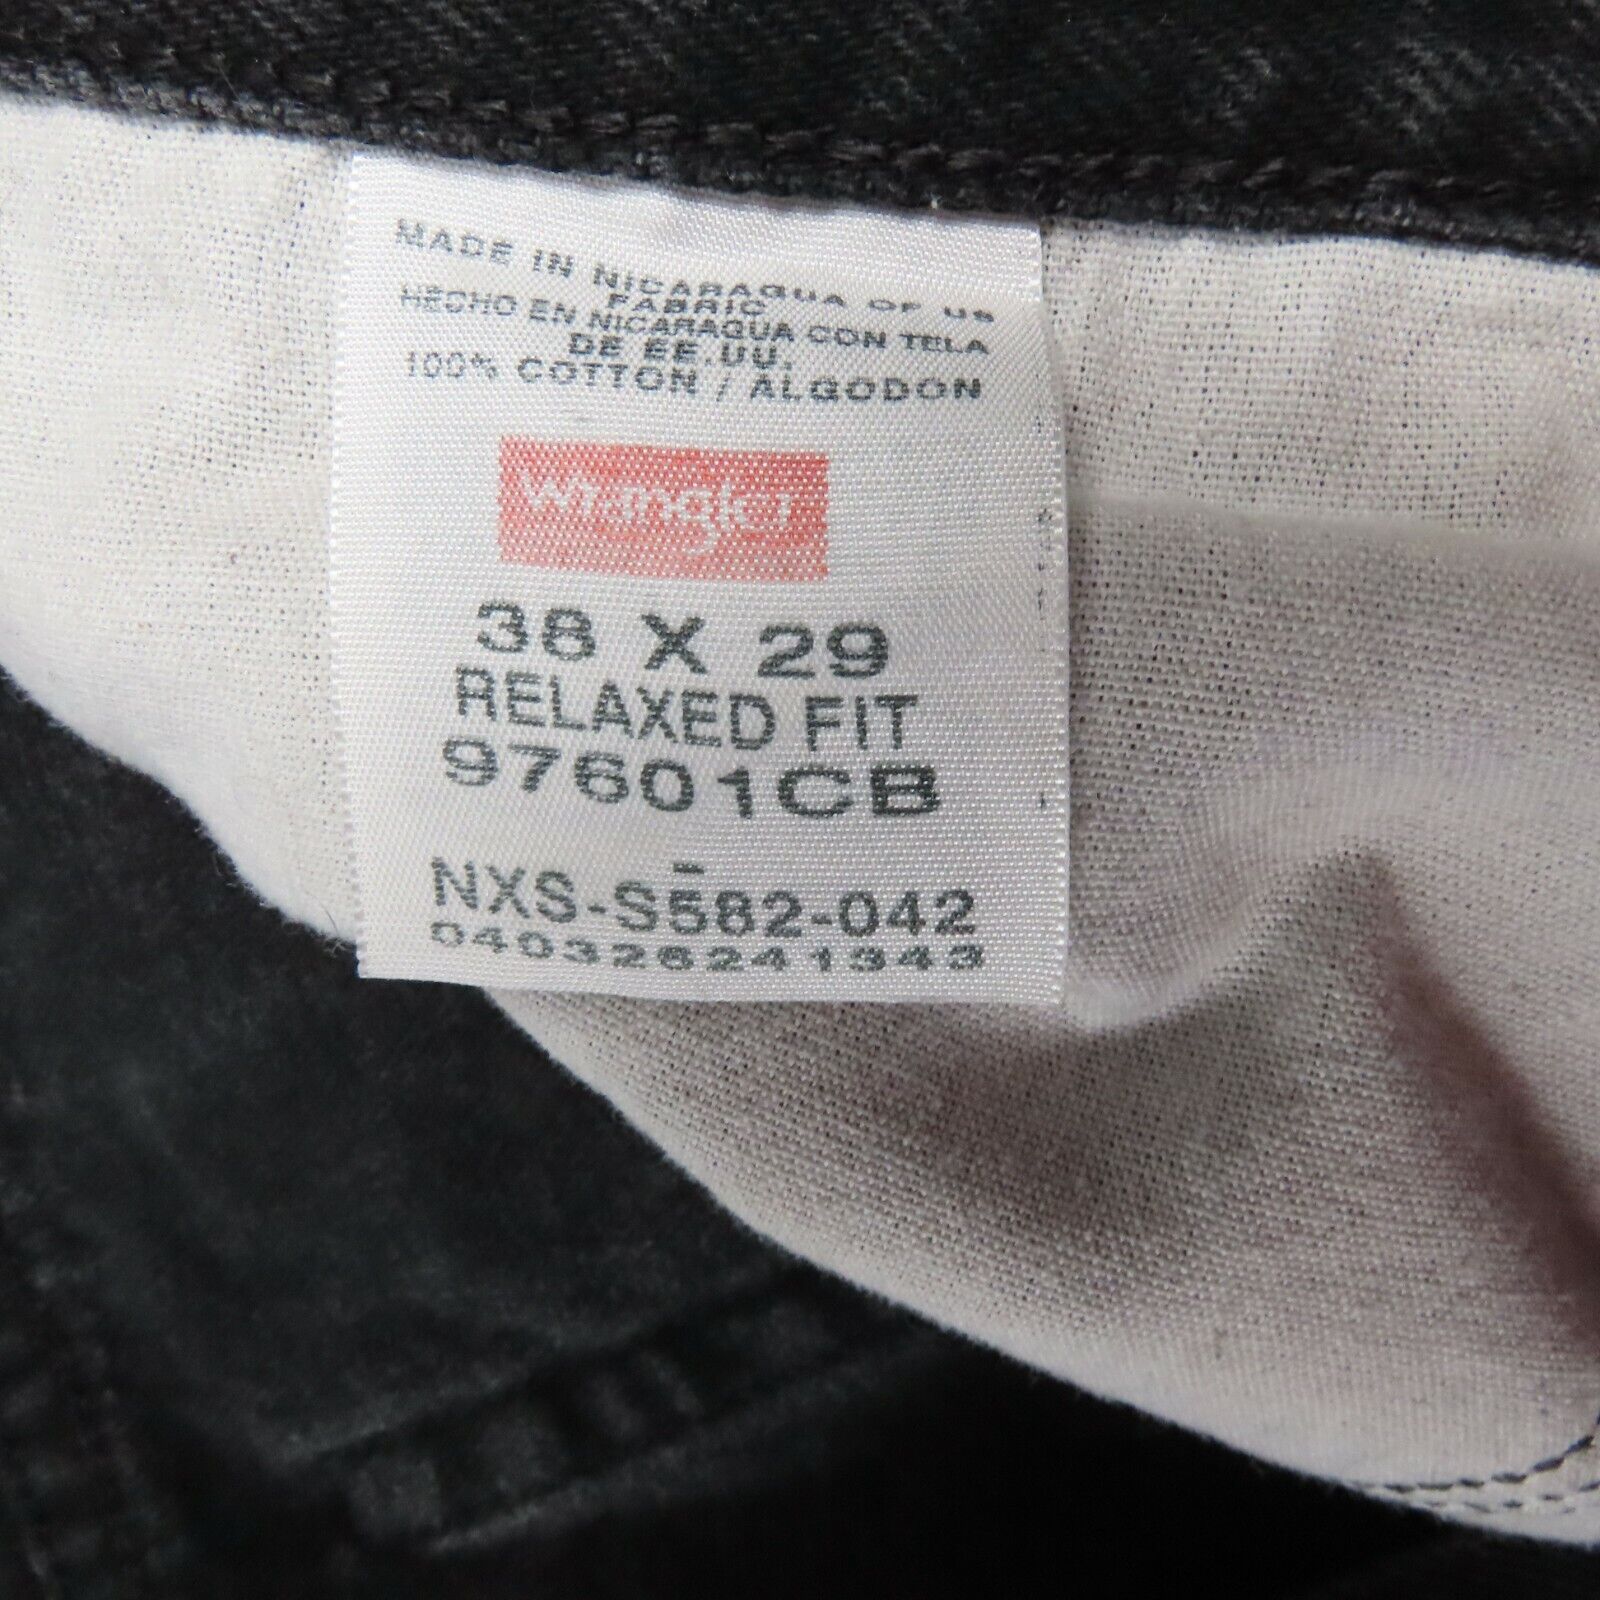 MADE IN NICARAGUA OF US
FABRIC
HECHO EN NICARAGUA CON TELA
DE EE.UU.
100% COTTON / ALGODON
Wrangler
38 X 29
RELAXED FIT
97601CB
-
NXS-S582-042
040326241343